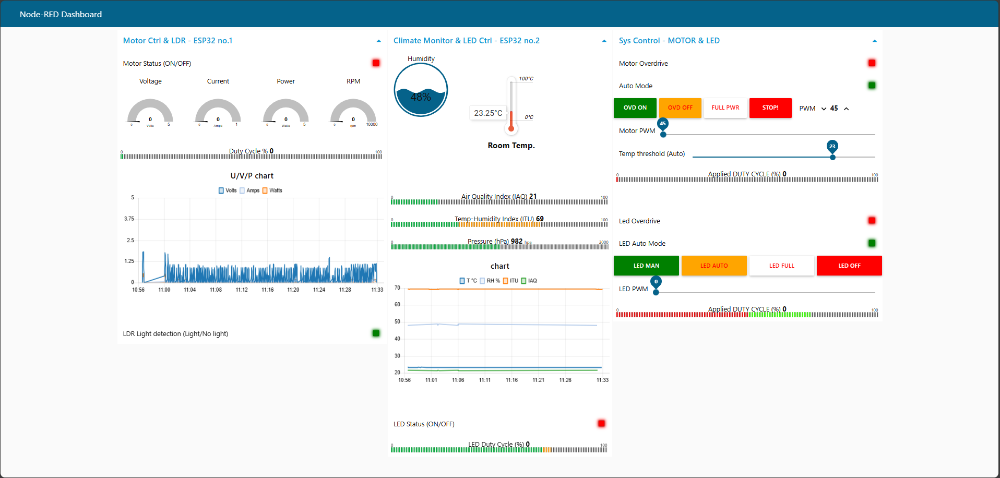 Node-RED Dashboard
Motor Ctrl & LDR - ESP32 no.1
Motor Status (ON/OFF)
Voltage Current Power RPM
0 0 0 0
0 Volts 5 0 Amps 1 0 Watts 5 0 rpm 10000
Duty Cycle % 0
0 100
U/V/P chart
Volts Amps Watts
5
3.75
2.5
1.25
0
10:56 11:00 11:04 11:08 11:12 11:16 11:20 11:24 11:28 11:33
LDR Light detection (Light/No light)
Climate Monitor & LED Ctrl - ESP32 no.2
Humidity
48%
100°C
23.25°C
0°C
Room Temp.
Air Quality Index (IAQ) 21
0 100
Temp-Humidity Index (ITU) 69
0 100
Pressure (hPa) 982 hpa
0 2000
chart
T °C RH % ITU IAQ
70
60
50
40
30
20
10:56 11:01 11:06 11:11 11:16 11:21 11:26 11:33
LED Status (ON/OFF)
LED Duty Cycle (%) 0
0 100
Sys Control - MOTOR & LED
Motor Overdrive
Auto Mode
OVD ON OVD OFF FULL PWR STOP! PWM 45
45
Motor PWM
23
Temp threshold (Auto)
Applied DUTY CYCLE (%) 0
0 100
Led Overdrive
LED Auto Mode
LED MAN LED AUTO LED FULL LED OFF
0
LED PWM
Applied DUTY CYCLE (%) 0
0 100